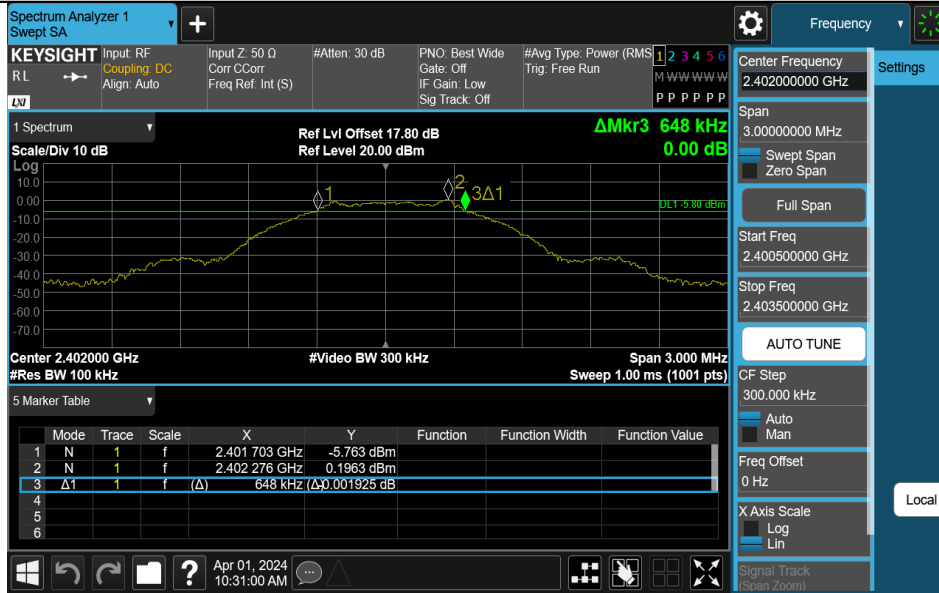 Spectrum Analyzer 1
Swept SA
+
Frequency
KEYSIGHT
RL
LXI
Input: RF
Coupling: DC
Align: Auto
Input Z: 50 Ω
Corr CCorr
Freq Ref: Int (S)
#Atten: 30 dB
PNO: Best Wide
Gate: Off
IF Gain: Low
Sig Track: Off
#Avg Type: Power (RMS
Trig: Free Run
1 2 3 4 5 6
M W W W W W
P P P P P P
1 Spectrum
Scale/Div 10 dB
Ref Lvl Offset 17.80 dB
Ref Level 20.00 dBm
ΔMkr3 648 kHz
0.00 dB
Log
10.0
0.00
-10.0
-20.0
-30.0
-40.0
-50.0
-60.0
-70.0
1
2
3Δ1
DL1 -5.80 dBm
Center 2.402000 GHz
#Video BW 300 kHz
Span 3.000 MHz
#Res BW 100 kHz
Sweep 1.00 ms (1001 pts)
5 Marker Table
Mode Trace Scale X Y Function Function Width Function Value
1 N 1 f 2.401 703 GHz -5.763 dBm
2 N 1 f 2.402 276 GHz 0.1963 dBm
3 Δ1 1 f (Δ) 648 kHz (Δ) 0.001925 dB
4
5
6
?
Apr 01, 2024
10:31:00 AM
Center Frequency
2.402000000 GHz
Span
3.00000000 MHz
Swept Span
Zero Span
Full Span
Start Freq
2.400500000 GHz
Stop Freq
2.403500000 GHz
AUTO TUNE
CF Step
300.000 kHz
Auto
Man
Freq Offset
0 Hz
X Axis Scale
Log
Lin
Signal Track
(Span Zoom)
Settings
Local